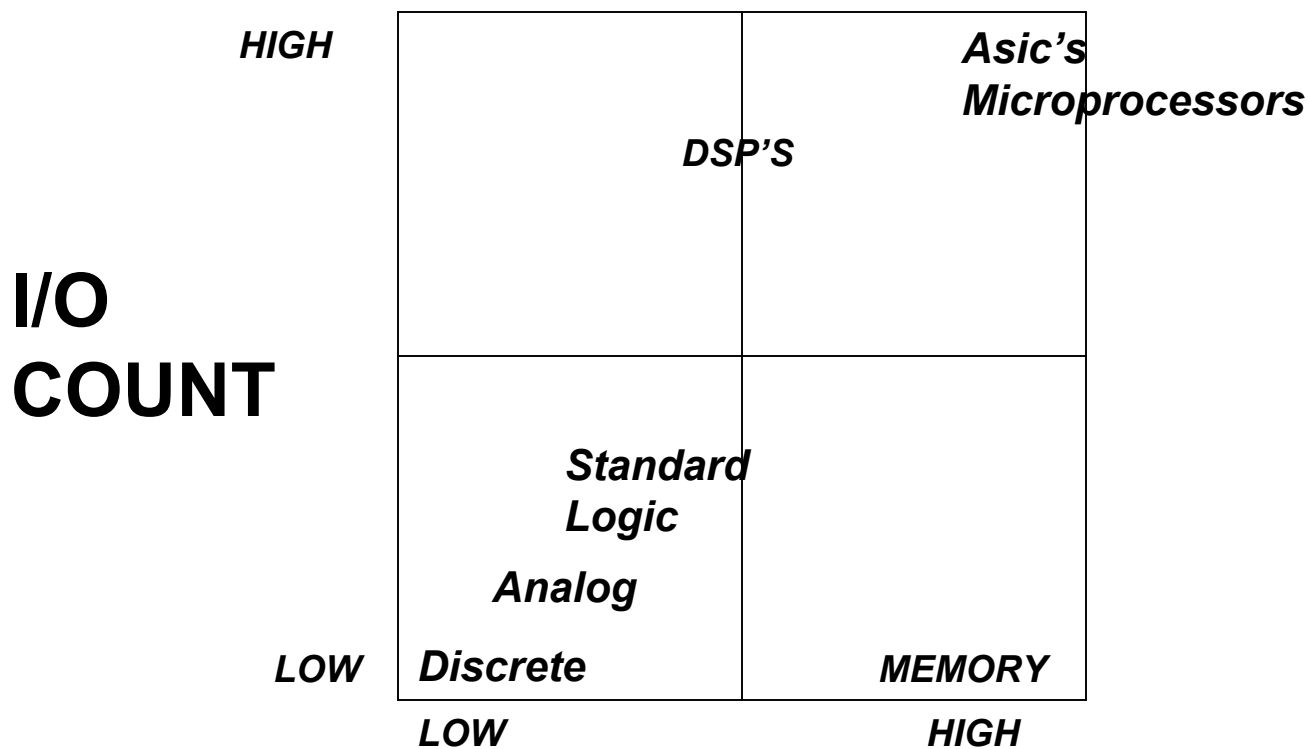 HIGH
Asic’s
Microprocessors
DSP’S
I/O
COUNT
Standard
Logic
Analog
LOW
Discrete
MEMORY
LOW
HIGH